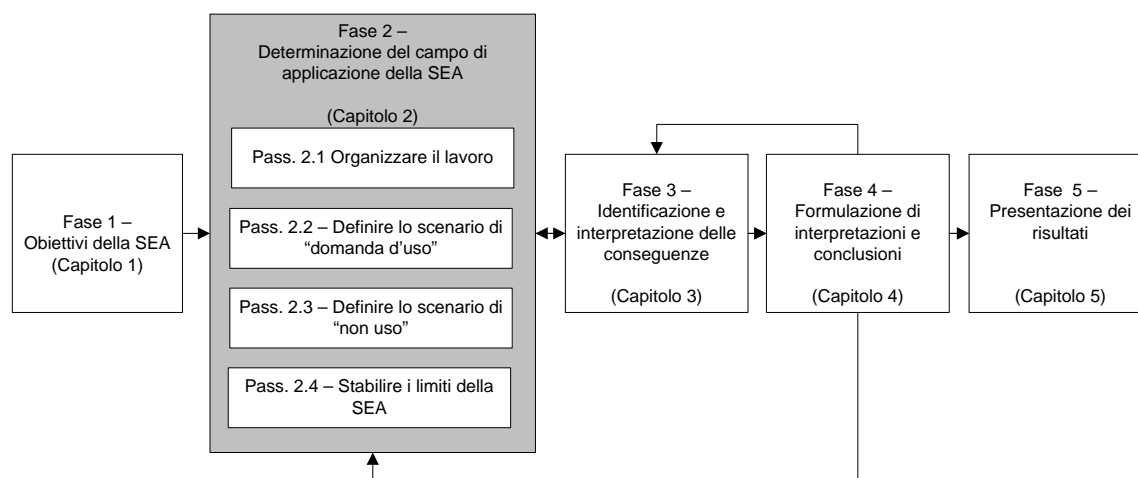 Fase 1 –
Obiettivi della SEA
(Capitolo 1)
Fase 2 –
Determinazione del campo di
applicazione della SEA
(Capitolo 2)
Pass. 2.1 Organizzare il lavoro
Pass. 2.2 – Definire lo scenario di
“domanda d’uso”
Pass. 2.3 – Definire lo scenario di
“non uso”
Pass. 2.4 – Stabilire i limiti della
SEA
Fase 3 –
Identificazione e
interpretazione delle
conseguenze
(Capitolo 3)
Fase 4 –
Formulazione di
interpretazioni e
conclusioni
(Capitolo 4)
Fase 5 –
Presentazione dei
risultati
(Capitolo 5)